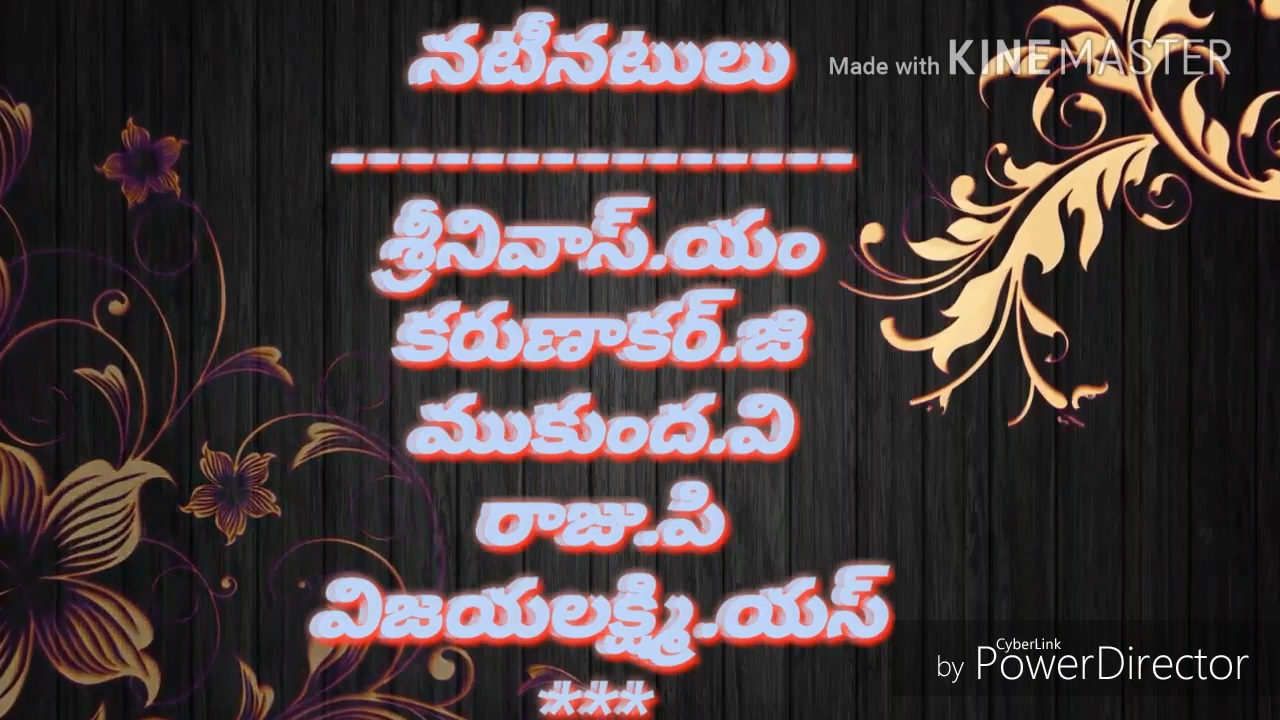 నటీనటులు
Made with KINEMASTER
---------------
శ్రీనివాస్.యం
కరుణాకర్.జి
ముకుంద.వి
రాజు.పి
విజయలక్ష్మి.యస్
***
CyberLink
by PowerDirector